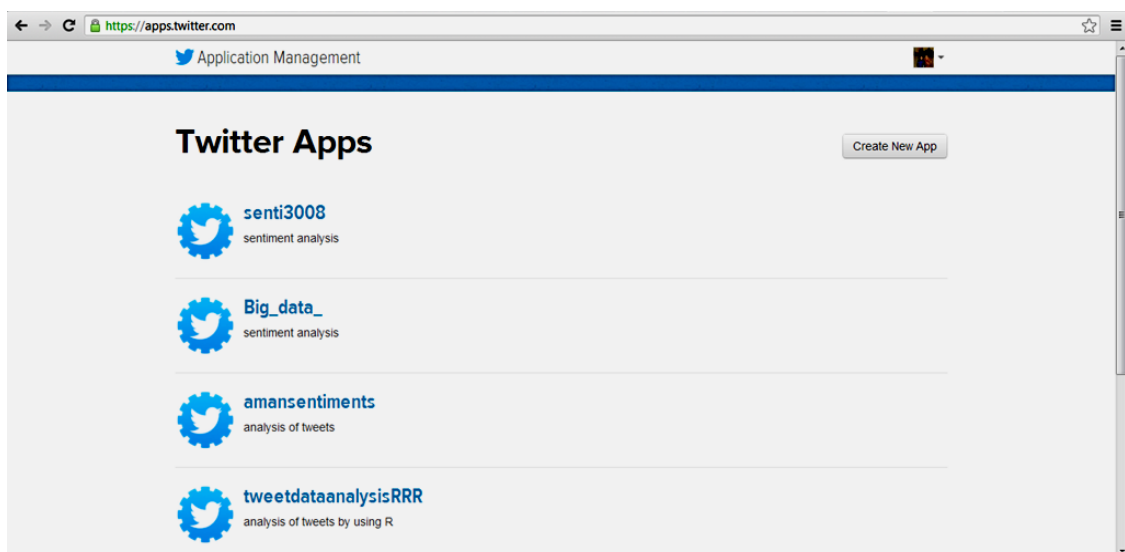 https://apps.twitter.com
Application Management
Twitter Apps
Create New App
senti3008
sentiment analysis
Big_data_
sentiment analysis
amansentiments
analysis of tweets
tweetdataanalysisRRR
analysis of tweets by using R